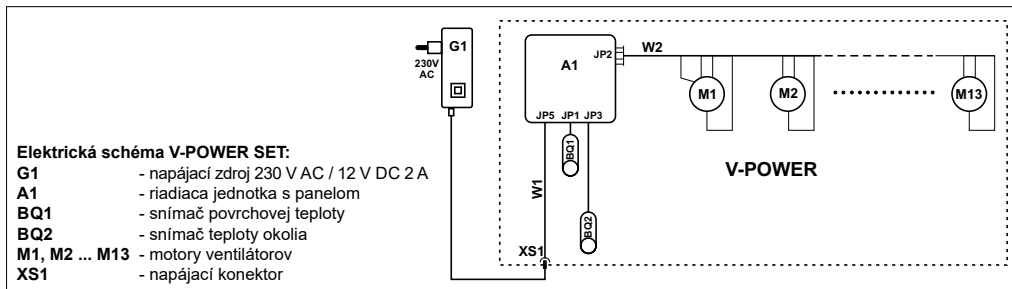 G1
230V
AC
A1
JP2
W2
JP5 JP1 JP3
M1
M2
M13
BQ1
BQ2
W1
XS1
V-POWER
Elektrická schéma V-POWER SET:
G1 - napájací zdroj 230 V AC / 12 V DC 2 A
A1 - riadiaca jednotka s panelom
BQ1 - snímač povrchovej teploty
BQ2 - snímač teploty okolia
M1, M2 ... M13 - motory ventilátorov
XS1 - napájací konektor